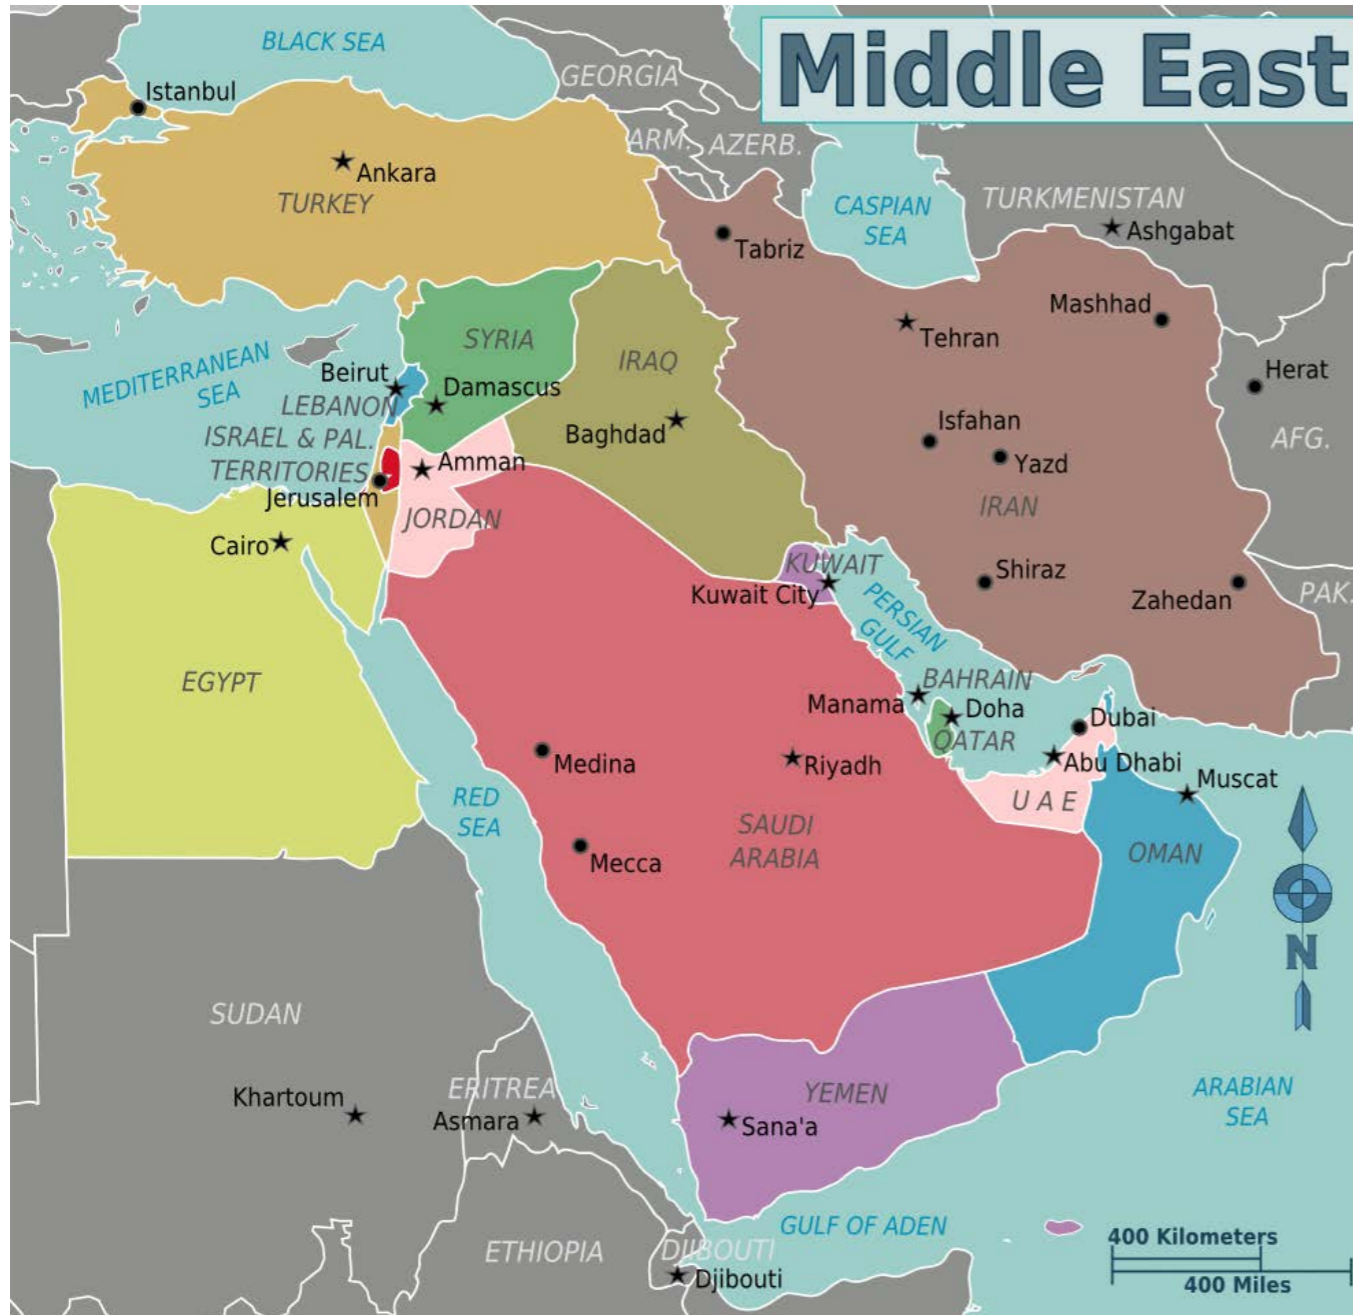 Middle East
BLACK SEA
GEORGIA
Istanbul
ARM.
AZERB.
Ankara
TURKEY
CASPIAN
SEA
TURKMENISTAN
Ashgabat
Tabriz
Mashhad
Tehran
SYRIA
IRAQ
MEDITERRANEAN
SEA
Beirut
Damascus
LEBANON
Herat
ISRAEL & PAL.
TERRITORIES
Baghdad
Isfahan
AFG.
Amman
Yazd
Jerusalem
JORDAN
IRAN
Cairo
KUWAIT
Kuwait City
Shiraz
Zahedan
PAK.
PERSIAN
GULF
EGYPT
BAHRAIN
Manama
Doha
Dubai
QATAR
Medina
Riyadh
Abu Dhabi
Muscat
RED
SEA
U A E
SAUDI
ARABIA
Mecca
OMAN
N
SUDAN
ERITREA
Khartoum
Asmara
YEMEN
Sana'a
ARABIAN
SEA
GULF OF ADEN
ETHIOPIA
DJIBOUTI
Djibouti
400 Kilometers
400 Miles